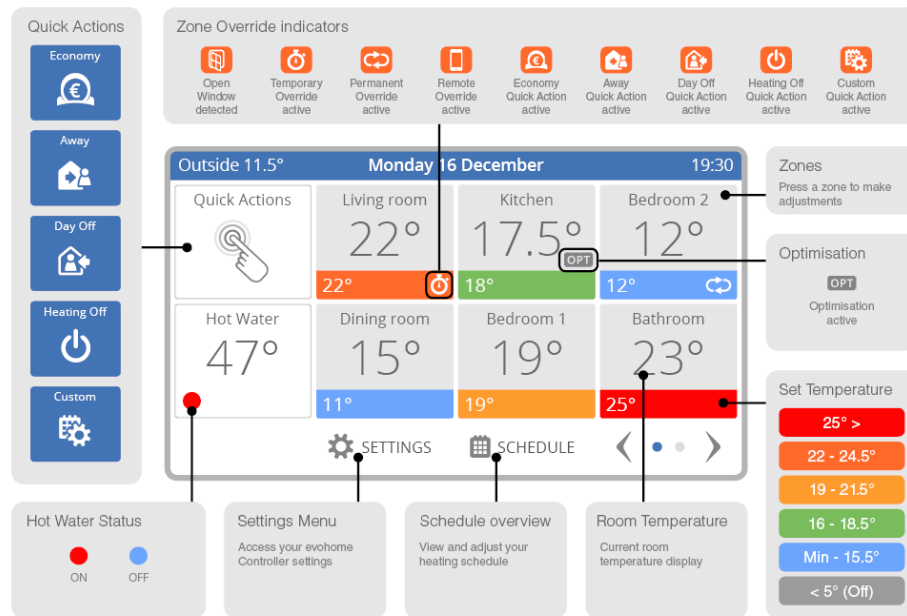 Quick Actions
Economy
€
Away
Day Off
Heating Off
Custom
Zone Override indicators
Open
Window
detected
Temporary
Override
active
Permanent
Override
active
Remote
Override
active
€
Economy
Quick Action
active
Away
Quick Action
active
Day Off
Quick Action
active
Heating Off
Quick Action
active
Custom
Quick Action
active
Outside 11.5°
Monday 16 December
19:30
Quick Actions
Living room
22°
22°
Kitchen
17.5°
OPT
18°
Bedroom 2
12°
12°
Hot Water
47°
Dining room
15°
11°
Bedroom 1
19°
19°
Bathroom
23°
25°
SETTINGS
SCHEDULE
Zones
Press a zone to make
adjustments
Optimisation
OPT
Optimisation
active
Set Temperature
25° >
22 - 24.5°
19 - 21.5°
16 - 18.5°
Min - 15.5°
< 5° (Off)
Hot Water Status
ON
OFF
Settings Menu
Access your evohome
Controller settings
Schedule overview
View and adjust your
heating schedule
Room Temperature
Current room
temperature display